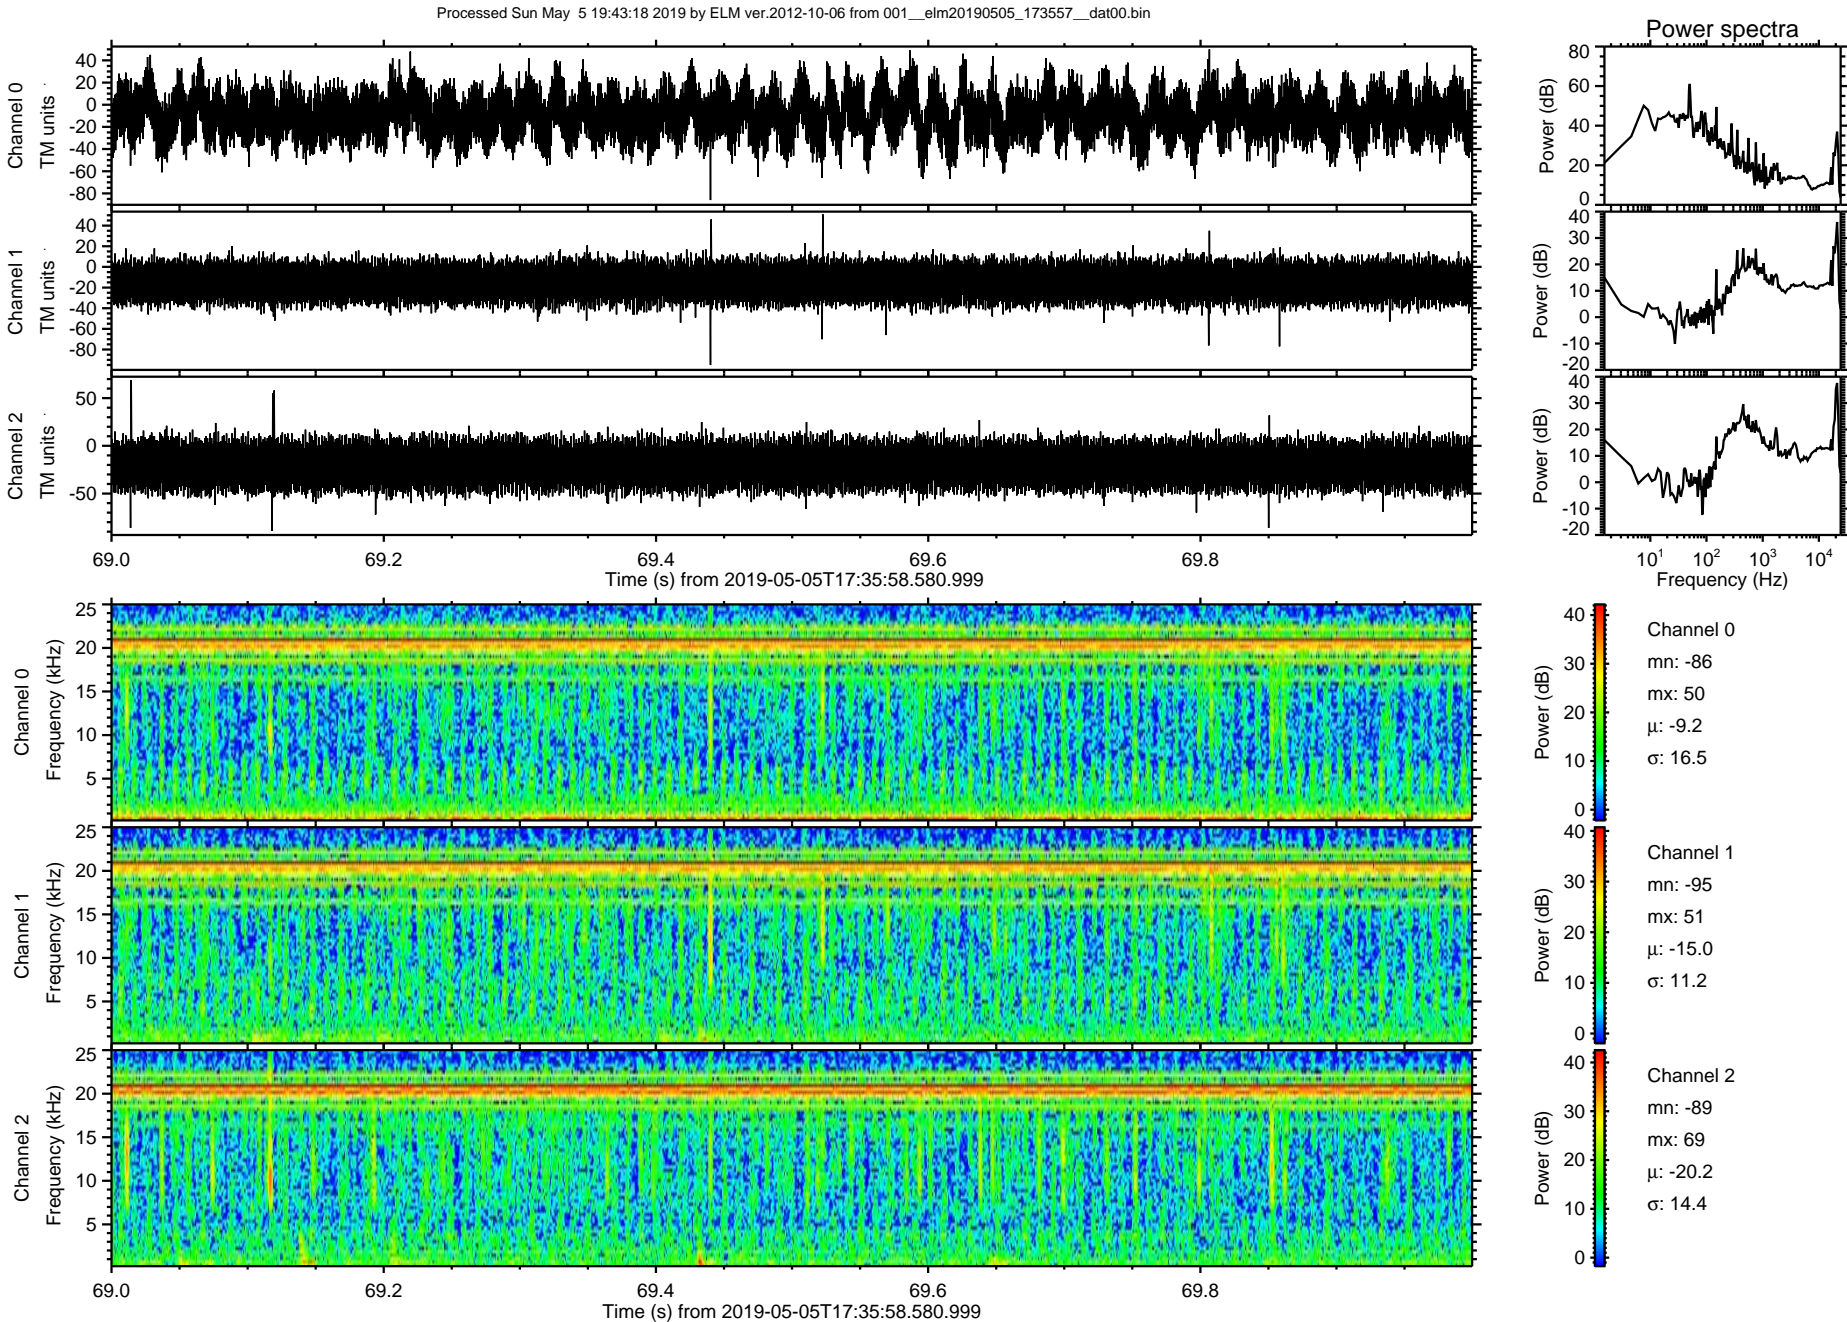 Processed Sun May  5 19:43:18 2019 by ELM ver.2012-10-06 from 001__elm20190505_173557__dat00.bin
Power spectra
Channel 0
TM units
40
20
0
-20
-40
-60
-80
Power (dB)
80
60
40
20
0
Channel 1
TM units
40
20
0
-20
-40
-60
-80
Power (dB)
40
30
20
10
0
-10
-20
Channel 2
TM units
50
0
-50
Power (dB)
40
30
20
10
0
-10
-20
69.0 69.2 69.4 69.6 69.8
Time (s) from 2019-05-05T17:35:58.580.999
10^1 10^2 10^3 10^4
Frequency (Hz)
Channel 0
Frequency (kHz)
25
20
15
10
5
Power (dB)
40
30
20
10
0
Channel 0
mn: -86
mx: 50
μ: -9.2
σ: 16.5
Channel 1
Frequency (kHz)
25
20
15
10
5
Power (dB)
40
30
20
10
0
Channel 1
mn: -95
mx: 51
μ: -15.0
σ: 11.2
Channel 2
Frequency (kHz)
25
20
15
10
5
Power (dB)
40
30
20
10
0
Channel 2
mn: -89
mx: 69
μ: -20.2
σ: 14.4
69.0 69.2 69.4 69.6 69.8
Time (s) from 2019-05-05T17:35:58.580.999